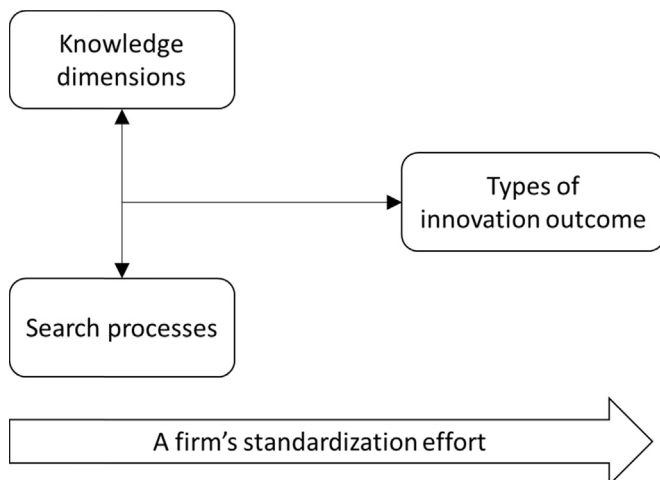 Knowledge
dimensions
Types of
innovation outcome
Search processes
A firm's standardization effort